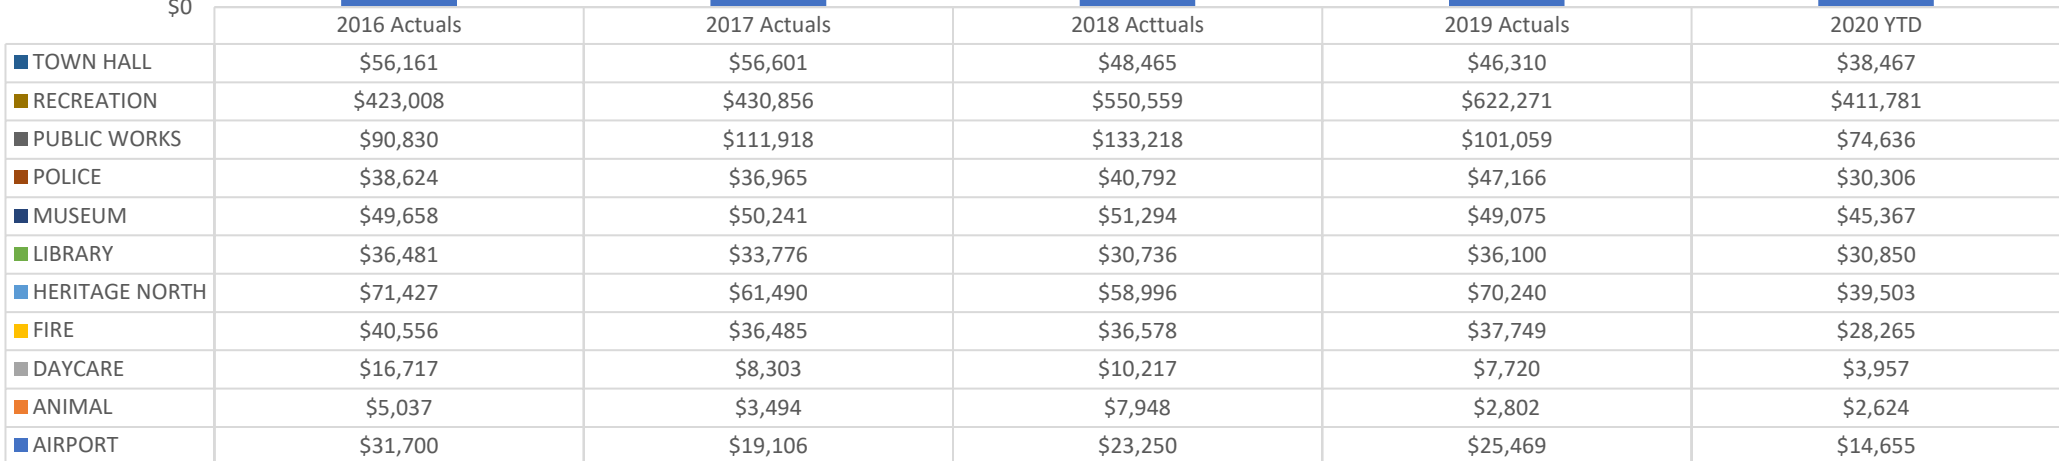 $0
2016 Actuals 2017 Actuals 2018 Acttuals 2019 Actuals 2020 YTD
TOWN HALL $56,161 $56,601 $48,465 $46,310 $38,467
RECREATION $423,008 $430,856 $550,559 $622,271 $411,781
PUBLIC WORKS $90,830 $111,918 $133,218 $101,059 $74,636
POLICE $38,624 $36,965 $40,792 $47,166 $30,306
MUSEUM $49,658 $50,241 $51,294 $49,075 $45,367
LIBRARY $36,481 $33,776 $30,736 $36,100 $30,850
HERITAGE NORTH $71,427 $61,490 $58,996 $70,240 $39,503
FIRE $40,556 $36,485 $36,578 $37,749 $28,265
DAYCARE $16,717 $8,303 $10,217 $7,720 $3,957
ANIMAL $5,037 $3,494 $7,948 $2,802 $2,624
AIRPORT $31,700 $19,106 $23,250 $25,469 $14,655